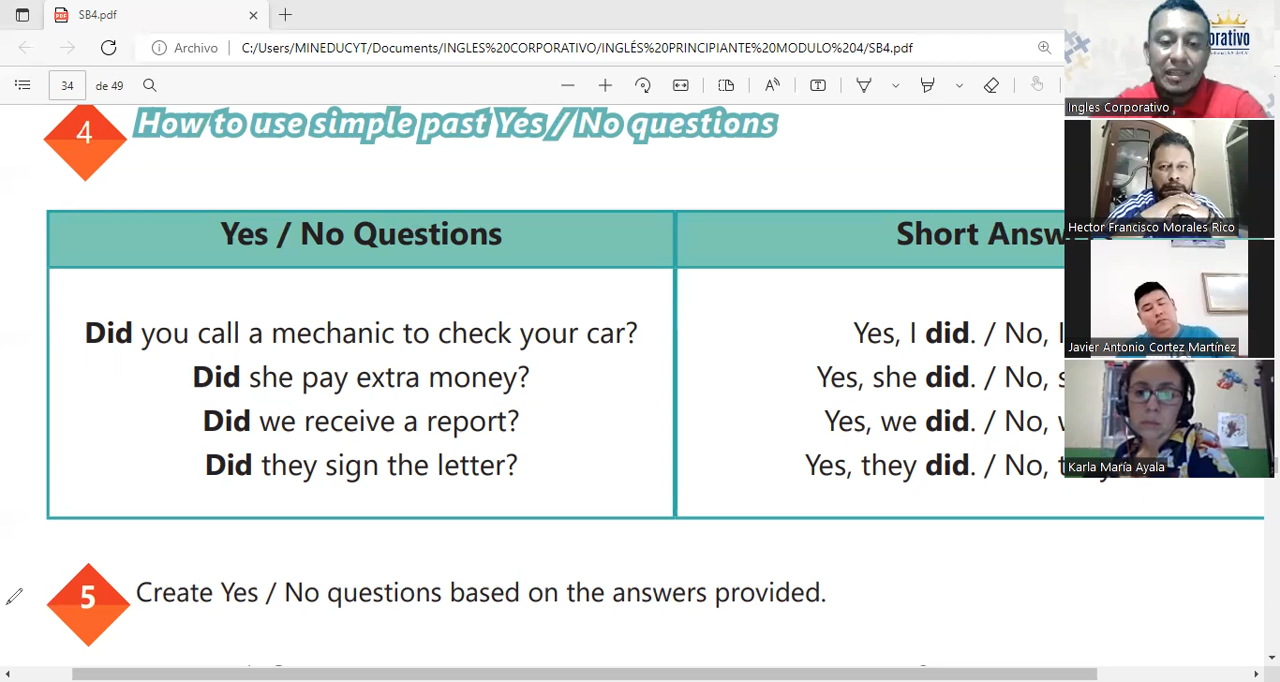 SB4.pdf
Archivo
C:/Users/MINEDUCYT/Documents/INGLES%20CORPORATIVO/INGLÉS%20PRINCIPIANTE%20MODULO%204/SB4.pdf
34
de 49
4
How to use simple past Yes / No questions
Yes / No Questions
Short Answ
Did you call a mechanic to check your car?
Yes, I did. / No, I
Did she pay extra money?
Yes, she did. / No, s
Did we receive a report?
Yes, we did. / No, w
Did they sign the letter?
Yes, they did. / No, they
5
Create Yes / No questions based on the answers provided.
orativo
Ingles Corporativo
Hector Francisco Morales Rico
Javier Antonio Cortez Martínez
Karla María Ayala